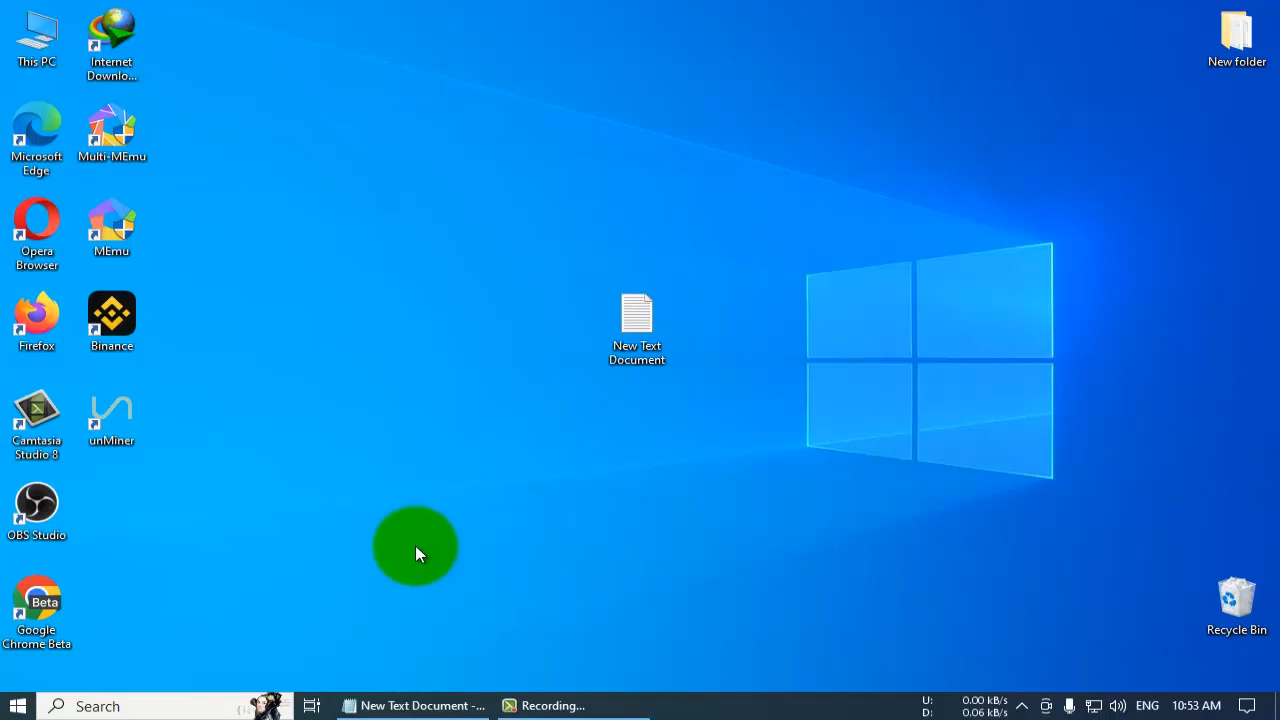 This PC
Internet
Downlo...
New folder
Microsoft
Edge
Multi-MEmu
Opera
Browser
MEmu
Firefox
Binance
New Text
Document
Camtasia
Studio 8
unMiner
OBS Studio
Beta
Google
Chrome Beta
Recycle Bin
Search
New Text Document -...
Recording...
U: 0.00 kB/s
D: 0.06 kB/s
ENG
10:53 AM